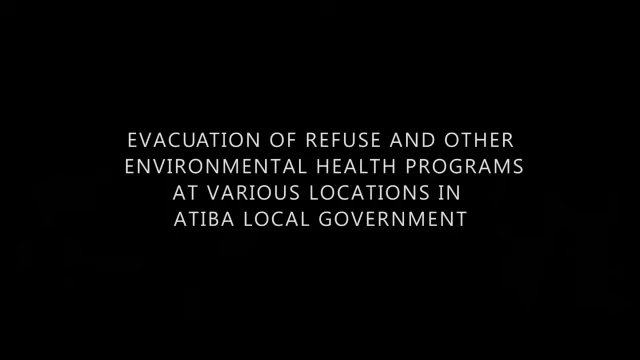 EVACUATION OF REFUSE AND OTHER
ENVIRONMENTAL HEALTH PROGRAMS
AT VARIOUS LOCATIONS IN
ATIBA LOCAL GOVERNMENT